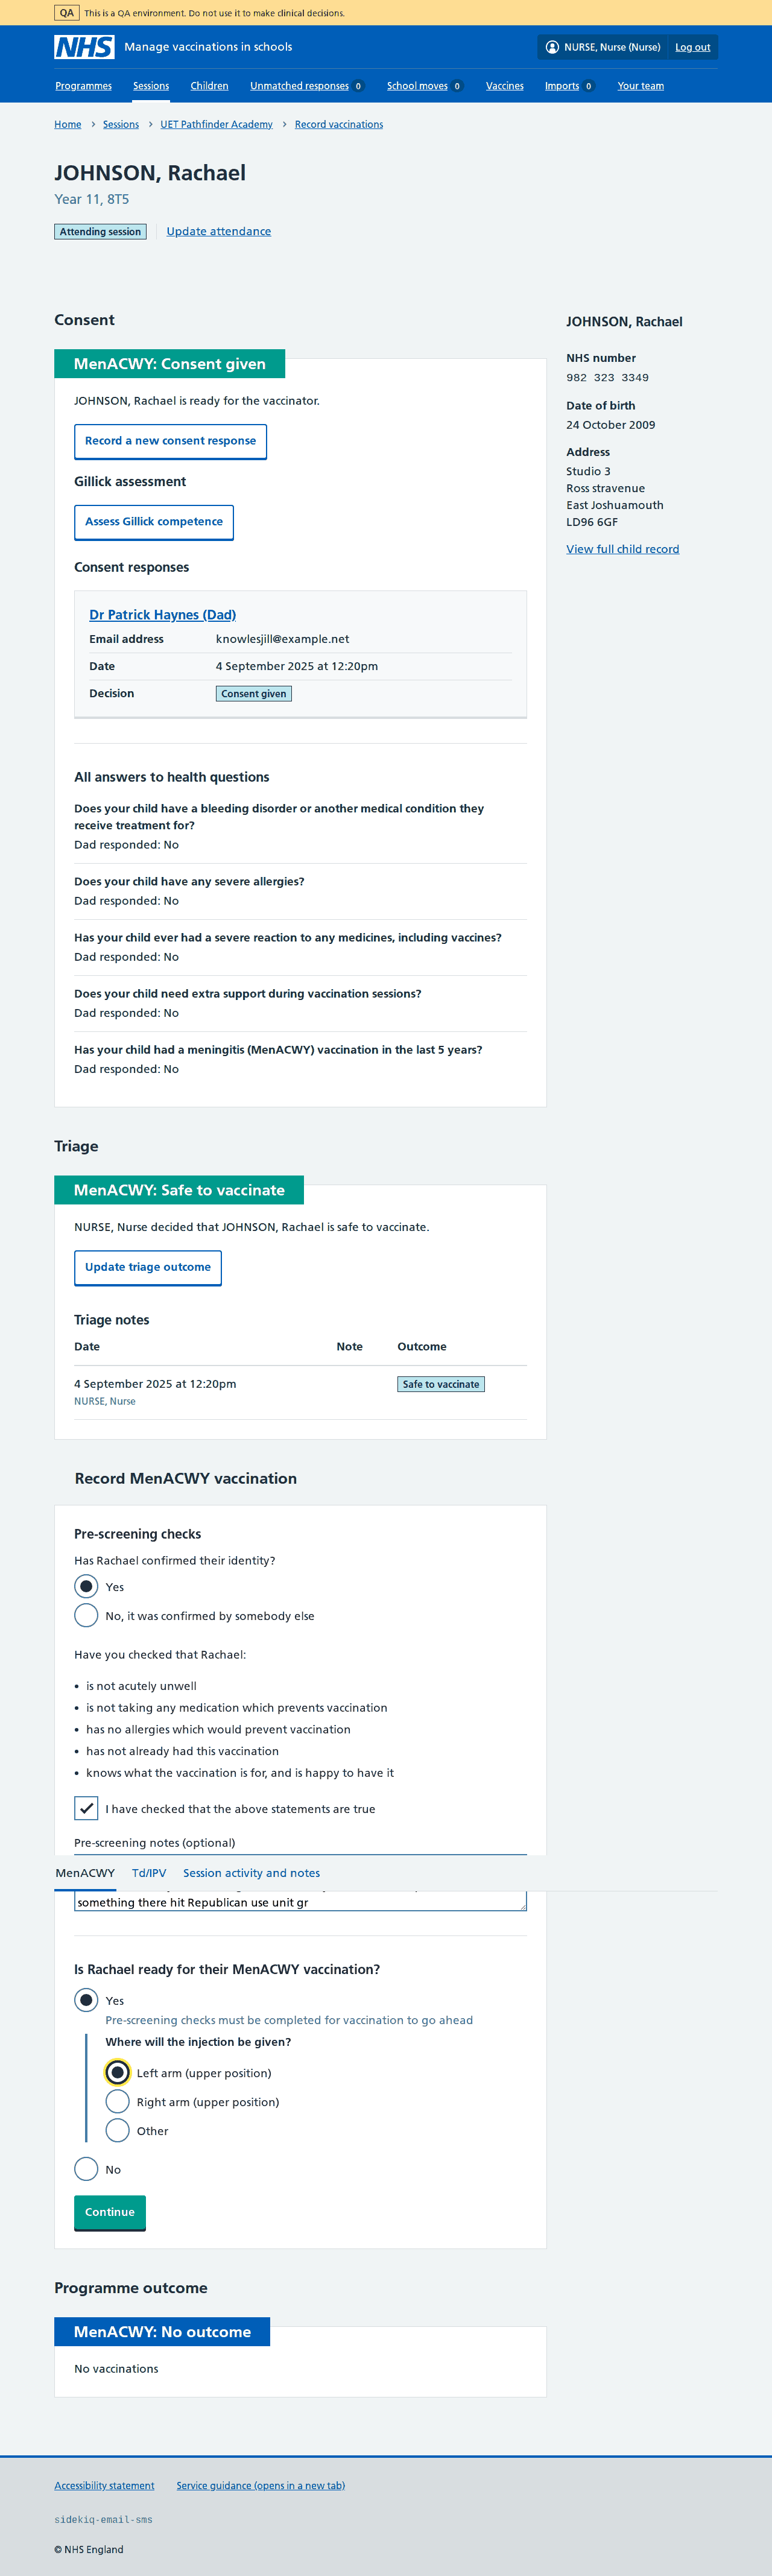 QA This is a QA environment. Do not use it to make clinical decisions.
NHS Manage vaccinations in schools NURSE, Nurse (Nurse) Log out
Programmes Sessions Children Unmatched responses 0 School moves 0 Vaccines Imports 0 Your team
Home > Sessions > UET Pathfinder Academy > Record vaccinations
JOHNSON, Rachael
Year 11, 8T5
Attending session Update attendance
Consent
MenACWY: Consent given
JOHNSON, Rachael is ready for the vaccinator.
Record a new consent response
Gillick assessment
Assess Gillick competence
Consent responses
Dr Patrick Haynes (Dad)
Email address knowlesjill@example.net
Date 4 September 2025 at 12:20pm
Decision Consent given
All answers to health questions
Does your child have a bleeding disorder or another medical condition they
receive treatment for?
Dad responded: No
Does your child have any severe allergies?
Dad responded: No
Has your child ever had a severe reaction to any medicines, including vaccines?
Dad responded: No
Does your child need extra support during vaccination sessions?
Dad responded: No
Has your child had a meningitis (MenACWY) vaccination in the last 5 years?
Dad responded: No
JOHNSON, Rachael
NHS number
982 323 3349
Date of birth
24 October 2009
Address
Studio 3
Ross stravenue
East Joshuamouth
LD96 6GF
View full child record
Triage
MenACWY: Safe to vaccinate
NURSE, Nurse decided that JOHNSON, Rachael is safe to vaccinate.
Update triage outcome
Triage notes
Date Note Outcome
4 September 2025 at 12:20pm Safe to vaccinate
NURSE, Nurse
Record MenACWY vaccination
Pre-screening checks
Has Rachael confirmed their identity?
Yes
No, it was confirmed by somebody else
Have you checked that Rachael:
• is not acutely unwell
• is not taking any medication which prevents vaccination
• has no allergies which would prevent vaccination
• has not already had this vaccination
• knows what the vaccination is for, and is happy to have it
I have checked that the above statements are true
Pre-screening notes (optional)
MenACWY Td/IPV Session activity and notes
something there hit Republican use unit gr
Is Rachael ready for their MenACWY vaccination?
Yes
Pre-screening checks must be completed for vaccination to go ahead
Where will the injection be given?
Left arm (upper position)
Right arm (upper position)
Other
No
Continue
Programme outcome
MenACWY: No outcome
No vaccinations
Accessibility statement Service guidance (opens in a new tab)
sidekiq-email-sms
© NHS England